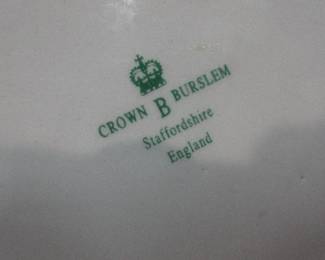 CROWN B BURSLEM
Staffordshire
England